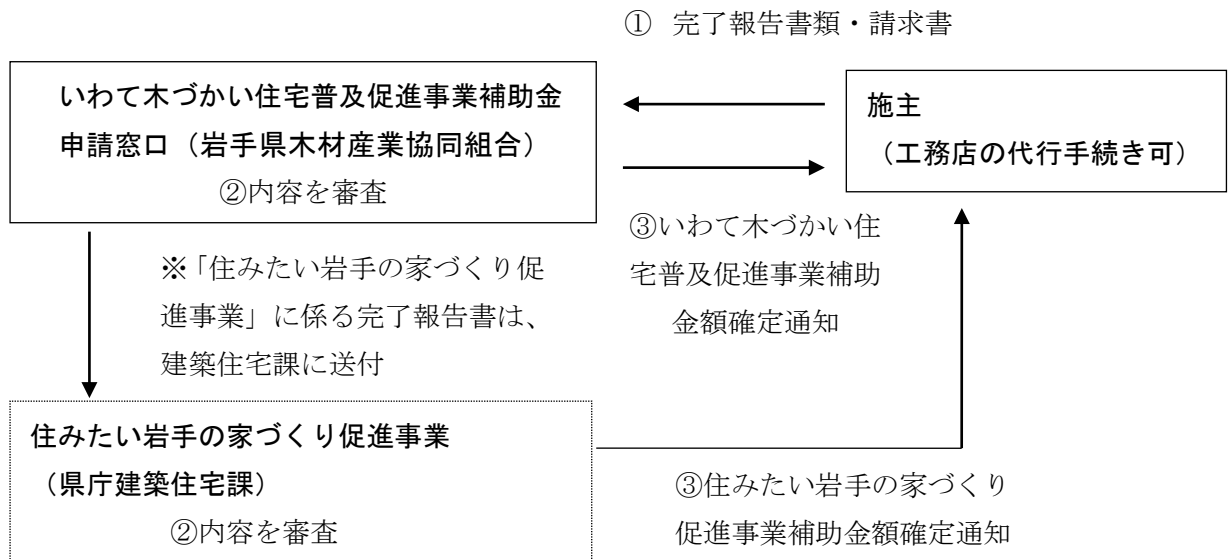 ① 完了報告書類・請求書
いわて木づかい住宅普及促進事業補助金
申請窓口（岩手県木材産業協同組合）
②内容を審査
施主
（工務店の代行手続き可）
③いわて木づかい住
宅普及促進事業補助
金額確定通知
※「住みたい岩手の家づくり促
進事業」に係る完了報告書は、
建築住宅課に送付
住みたい岩手の家づくり促進事業
（県庁建築住宅課）
②内容を審査
③住みたい岩手の家づくり
促進事業補助金額確定通知